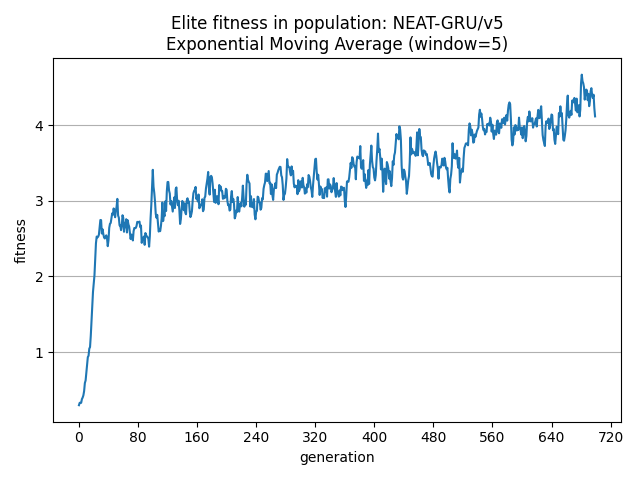 Elite fitness in population: NEAT-GRU/v5
Exponential Moving Average (window=5)
fitness
4
3
2
1
0 80 160 240 320 400 480 560 640 720
generation